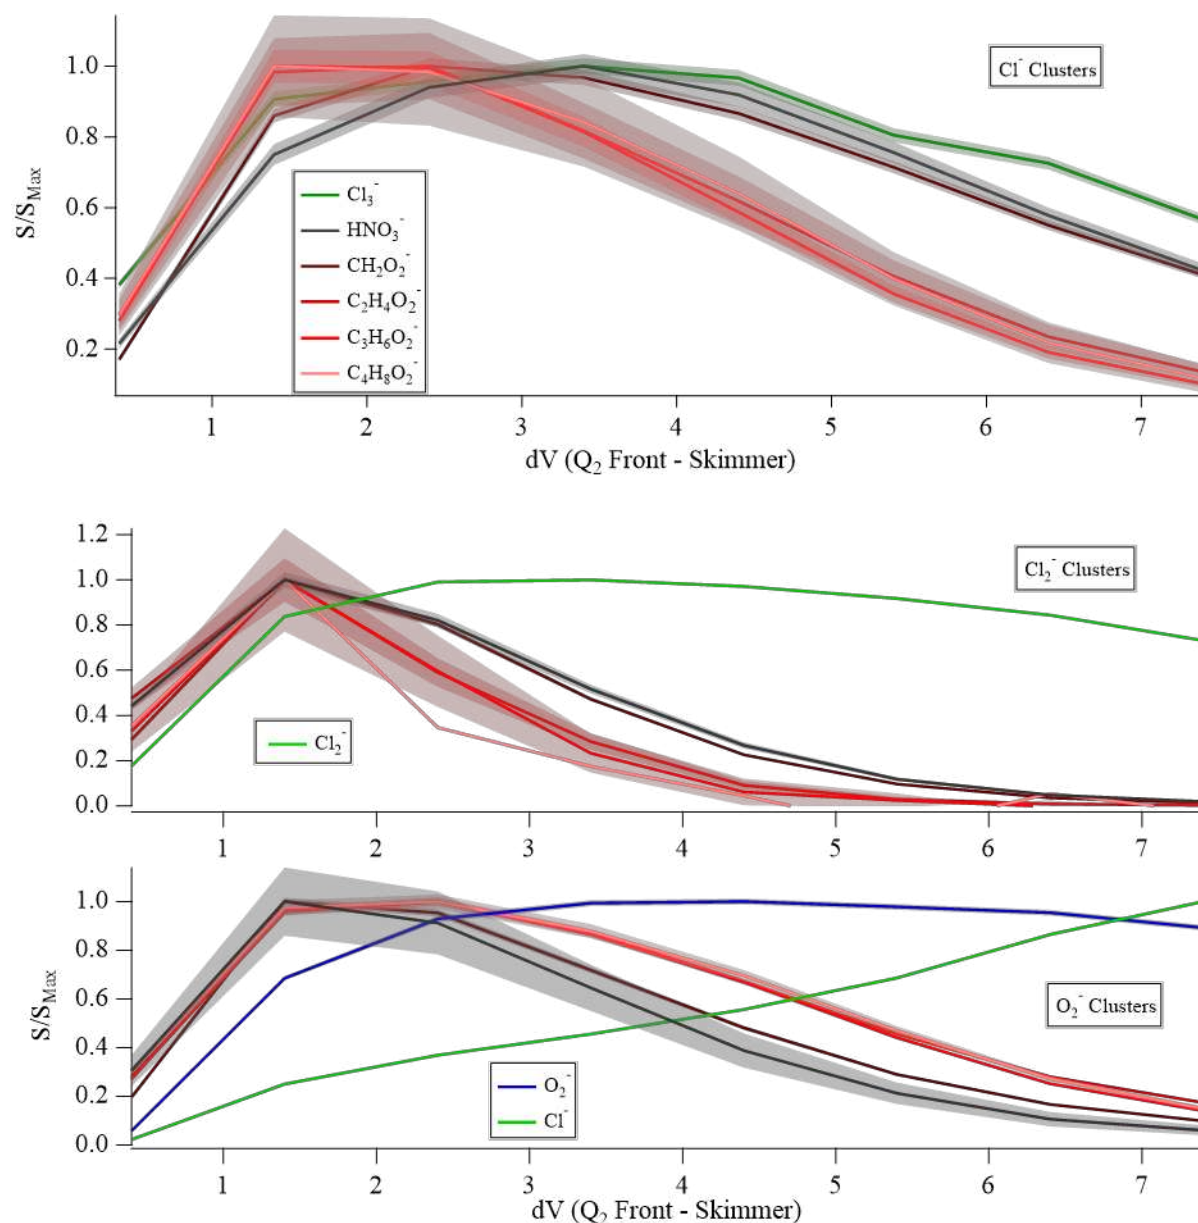 Cl⁻ Clusters
1.0
0.8
0.6
0.4
0.2
S/S_Max
Cl₃⁻
HNO₃⁻
CH₂O₂⁻
C₂H₄O₂⁻
C₃H₆O₂⁻
C₄H₈O₂⁻
1 2 3 4 5 6 7
dV (Q₂ Front - Skimmer)
Cl₂⁻ Clusters
1.2
1.0
0.8
0.6
0.4
0.2
0.0
Cl₂⁻
1 2 3 4 5 6 7
1.0
0.8
0.6
0.4
0.2
0.0
S/S_Max
O₂⁻ Clusters
O₂⁻
Cl⁻
1 2 3 4 5 6 7
dV (Q₂ Front - Skimmer)